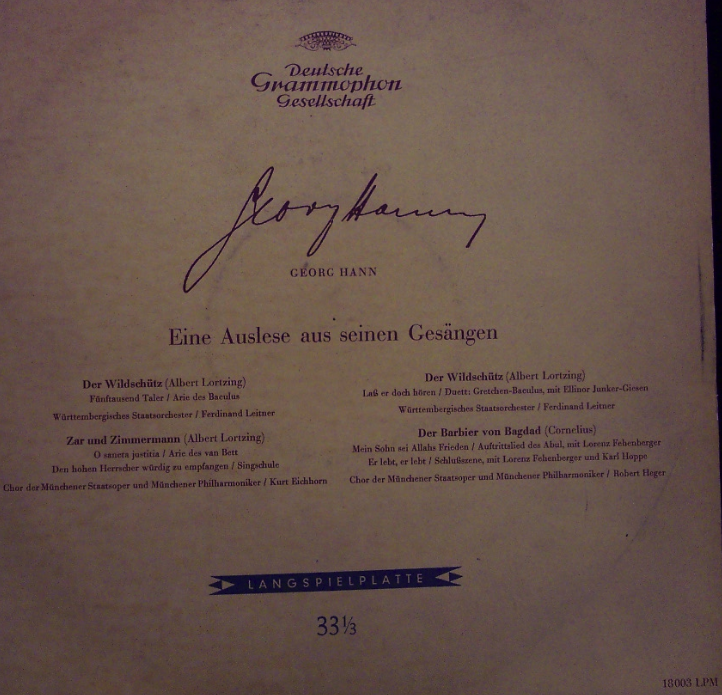 Deutsche
Grammophon
Gesellschaft
Georg Hann
GEORG HANN
Eine Auslese aus seinen Gesängen
Der Wildschütz (Albert Lortzing)
Fünftausend Taler / Arie des Baculus
Württembergisches Staatsorchester / Ferdinand Leitner
Zar und Zimmermann (Albert Lortzing)
O sancta justitia / Arie des van Bett
Den hohen Herrscher würdig zu empfangen / Singschule
Chor der Münchener Staatsoper und Münchener Philharmoniker / Kurt Eichhorn
Der Wildschütz (Albert Lortzing)
Laß er doch hören / Duett: Gretchen-Baculus, mit Ellinor Junker-Giesen
Württembergisches Staatsorchester / Ferdinand Leitner
Der Barbier von Bagdad (Cornelius)
Mein Sohn sei Allahs Frieden / Auftrittslied des Abul, mit Lorenz Fehenberger
Er lebt, er lebt / Schlußszene, mit Lorenz Fehenberger und Karl Hoppe
Chor der Münchener Staatsoper und Münchener Philharmoniker / Robert Heger
LANGSPIELPLATTE
33⅓
18003 LPM